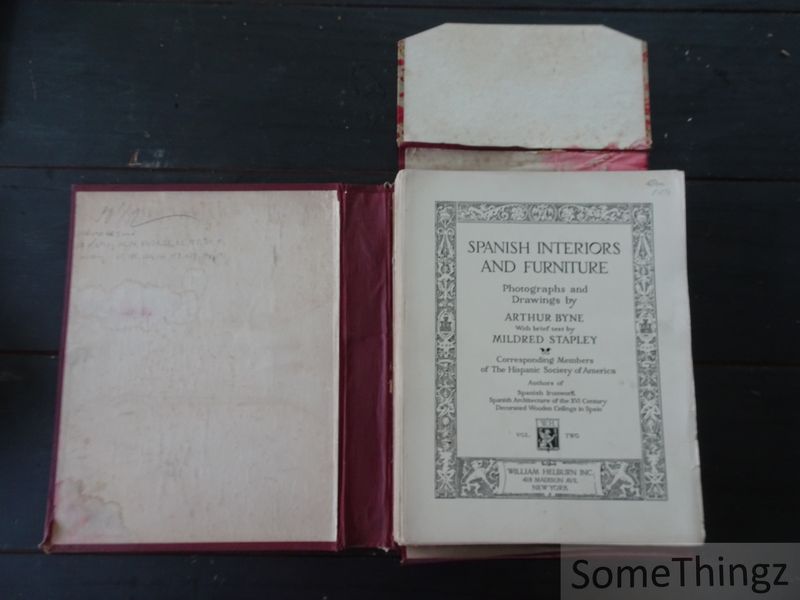 SPANISH INTERIORS
AND FURNITURE
Photographs and
Drawings by
ARTHUR BYNE
With brief text by
MILDRED STAPLEY
Corresponding Members
of The Hispanic Society of America
Authors of
Spanish Ironwork
Spanish Architecture of the XVI Century
Decorated Wooden Ceilings in Spain
VOL. TWO
WILLIAM HELBURN INC.
418 MADISON AVE.
NEW YORK
SomeThingz